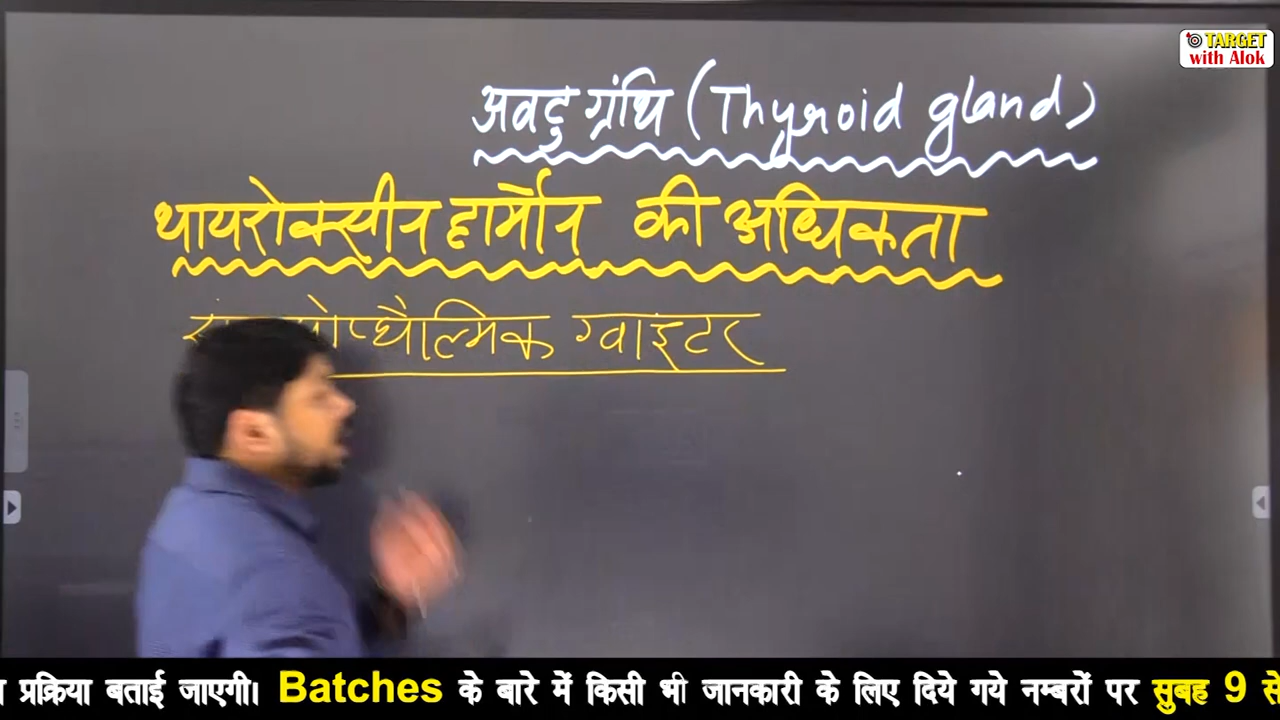 TARGET
with Alok
अवटु ग्रंथि (Thyroid gland)
थायरोक्सीन हार्मोन की अधिकता
ग्वाइटर
प्रक्रिया बताई जाएगी। Batches के बारे में किसी भी जानकारी के लिए दिये गये नम्बरों पर सुबह 9 से